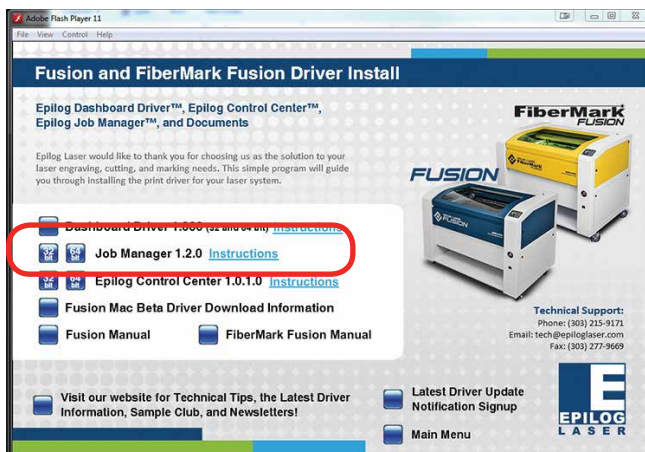 Adobe Flash Player 11
File View Control Help
Fusion and FiberMark Fusion Driver Install
Epilog Dashboard Driver™, Epilog Control Center™,
Epilog Job Manager™, and Documents
Epilog Laser would like to thank you for choosing us as the solution to your
laser engraving, cutting, and marking needs. This simple program will guide
you through installing the print driver for your laser system.
FiberMark
FUSION
FUSION
Dashboard Driver (32 and 64 bit) Instructions
32 bit 64 bit Job Manager 1.2.0 Instructions
32 bit 64 bit Epilog Control Center 1.0.1.0 Instructions
Fusion Mac Beta Driver Download Information
Fusion Manual FiberMark Fusion Manual
Technical Support:
Phone: (303) 215-9171
Email: tech@epiloglaser.com
Fax: (303) 277-9669
Visit our website for Technical Tips, the Latest Driver
Information, Sample Club, and Newsletters!
Latest Driver Update
Notification Signup
Main Menu
EPILOG
LASER